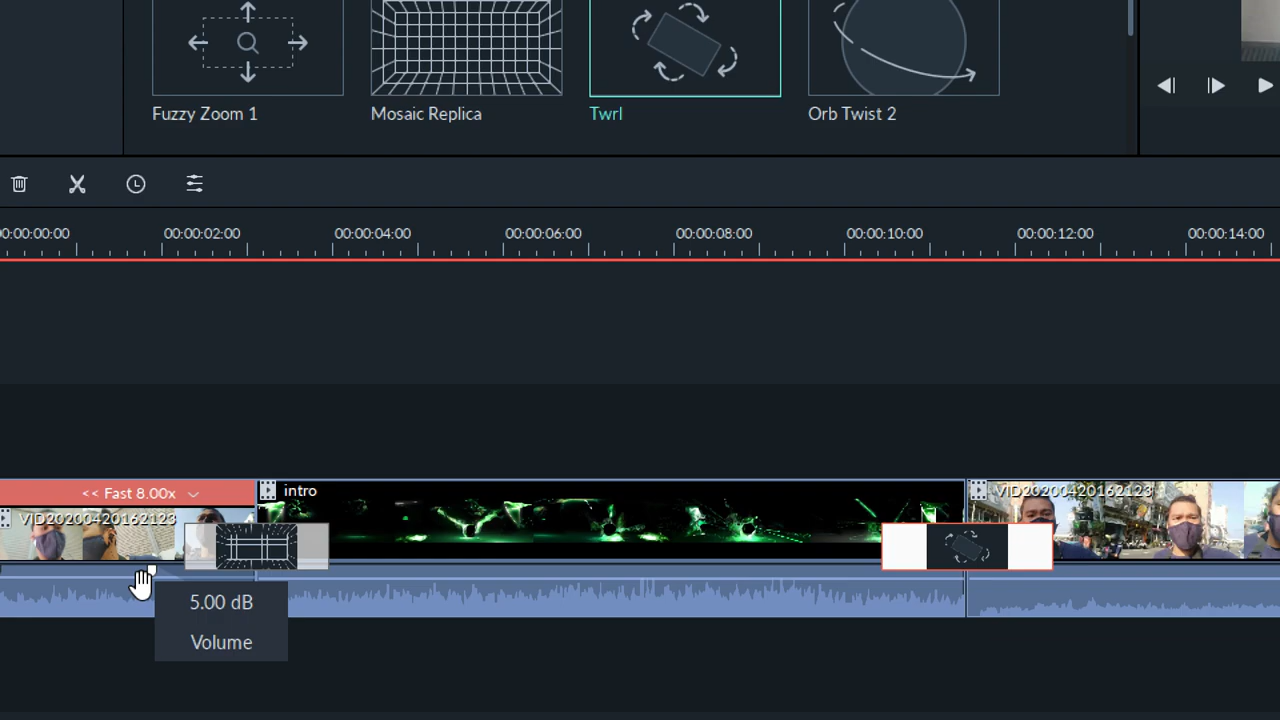 Fuzzy Zoom 1
Mosaic Replica
Twrl
Orb Twist 2
00:00:00:00
00:00:02:00
00:00:04:00
00:00:06:00
00:00:08:00
00:00:10:00
00:00:12:00
00:00:14:00
<< Fast 8.00x
intro
VID20200420162123
VID20200420162123
5.00 dB
Volume